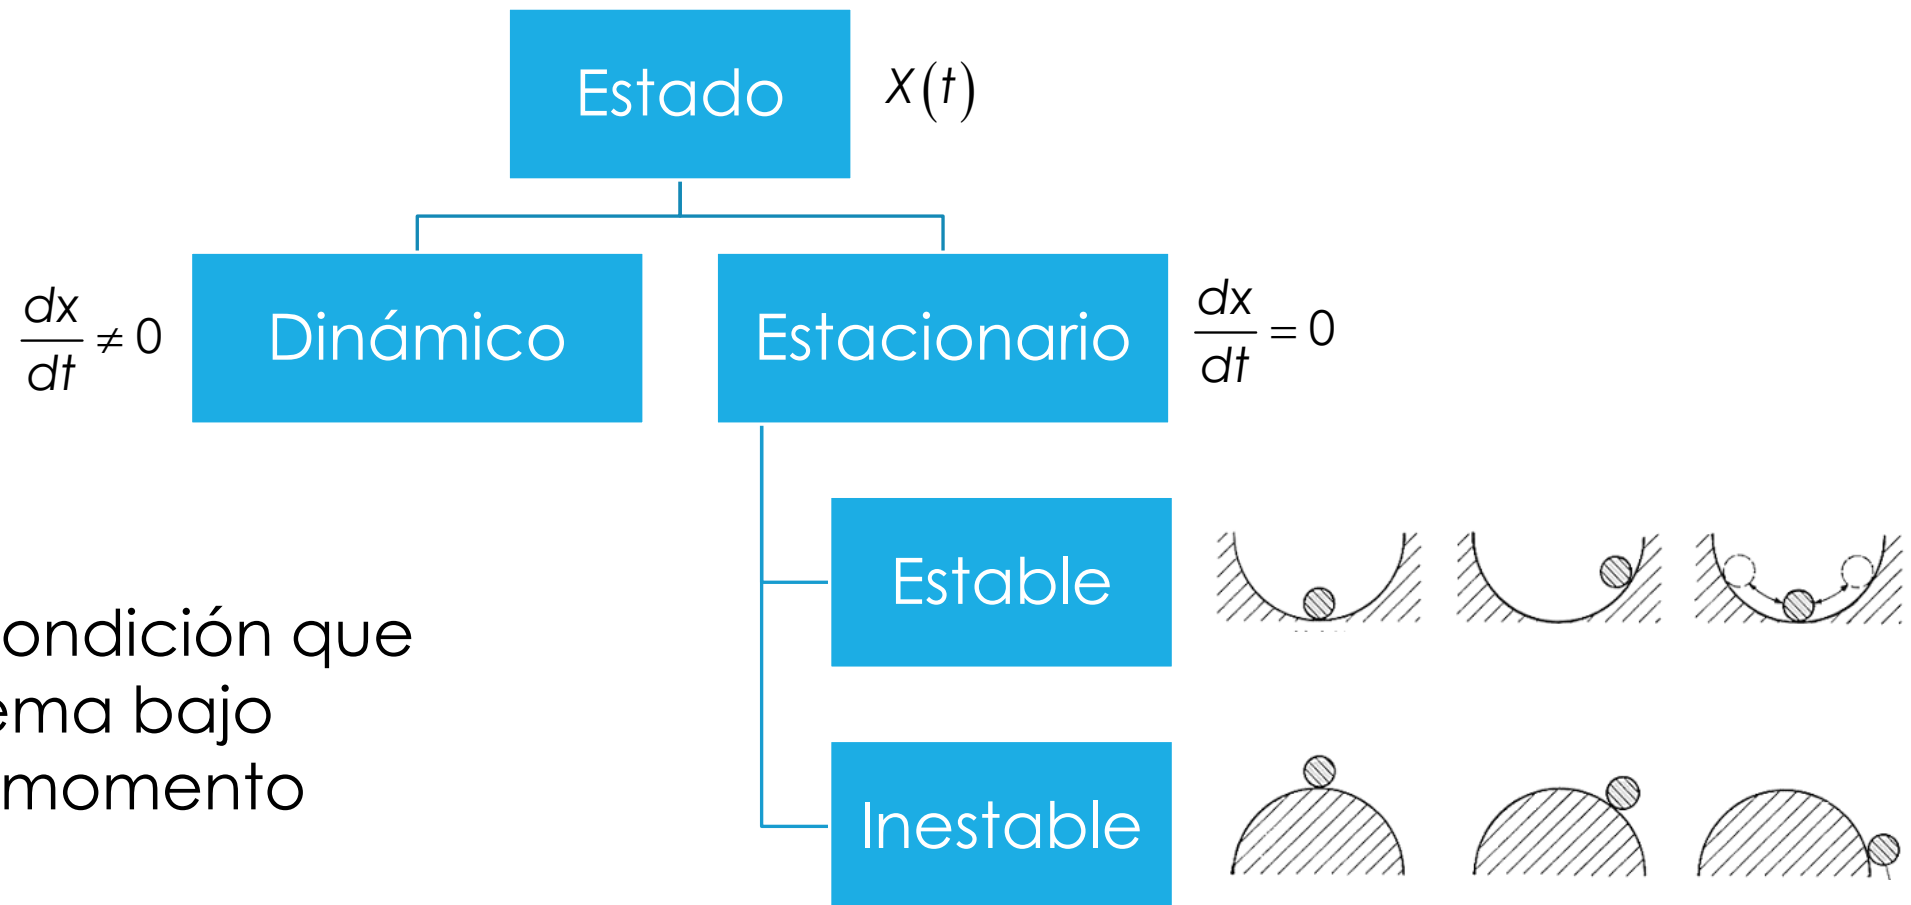 Estado
X(t)
dx/dt ≠ 0
Dinámico
Estacionario
dx/dt = 0
Estable
ondición que
ema bajo
momento
Inestable